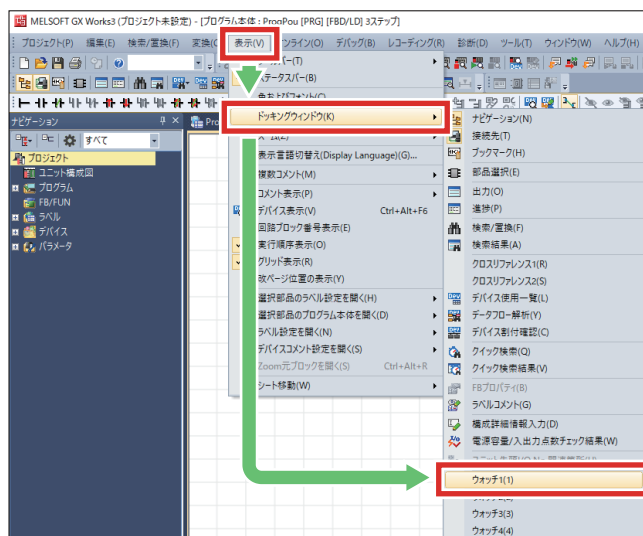 MELSOFT GX Works3 (プロジェクト未設定) - [プログラム本体 : ProgPou [PRG] [FBD/LD] 3ステップ]
プロジェクト(P) 編集(E) 検索/置換(F) 変換(C 表示(V) ンライン(O) デバッグ(B) レコーディング(R) 診断(D) ツール(T) ウィンドウ(W) ヘルプ(H)
ルバー(T)
ステータスバー(B)
色およびフォント(C)
ドッキングウィンドウ(K)
(Z)
表示言語切替え(Display Language)(G)...
複数コメント(M)
コメント表示(P)
デバイス表示(V) Ctrl+Alt+F6
回路ブロック番号表示(E)
実行順序表示(O)
グリッド表示(R)
改ページ位置の表示(Y)
選択部品のラベル設定を開く(H)
選択部品のプログラム本体を開く(D)
ラベル設定を開く(N)
デバイスコメント設定を開く(S)
Zoom元ブロックを開く(S) Ctrl+Alt+R
シート移動(W)
ナビゲーション
すべて
プロジェクト
ユニット構成図
プログラム
FB/FUN
ラベル
デバイス
パラメータ
Pro
ナビゲーション(N)
接続先(T)
ブックマーク(H)
部品選択(E)
出力(O)
進捗(P)
検索/置換(F)
検索結果(A)
クロスリファレンス1(R)
クロスリファレンス2(S)
デバイス使用一覧(L)
データフロー解析(Y)
デバイス割付確認(C)
クイック検索(Q)
クイック検索結果(V)
FBプロパティ(B)
ラベルコメント(G)
構成詳細情報入力(D)
電源容量/入出力点数チェック結果(W)
ウォッチ1(1)
ウォッチ3(3)
ウォッチ4(4)